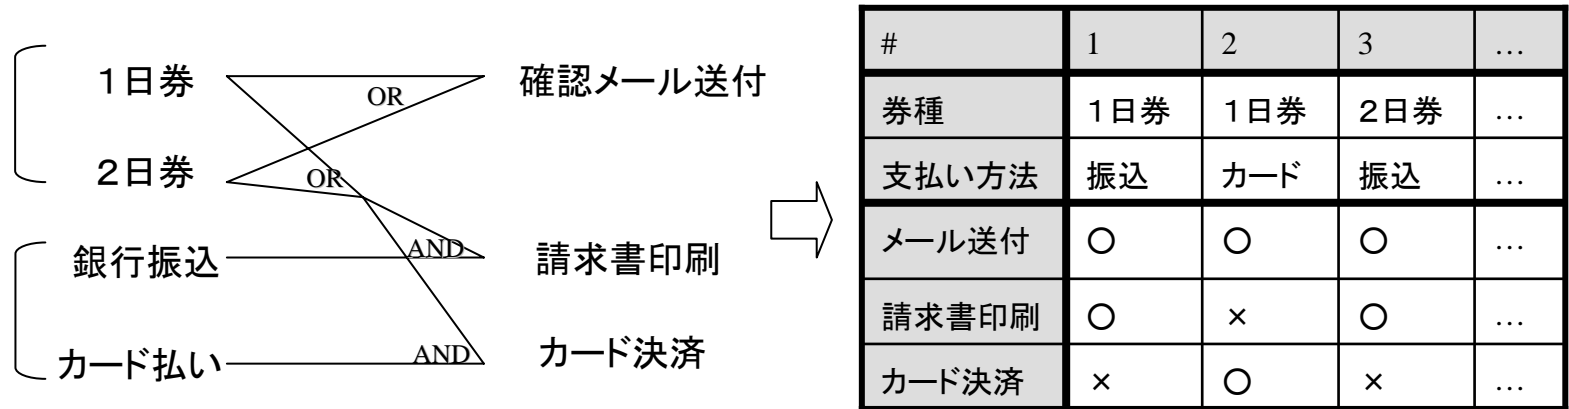 １日券
OR
確認メール送付
２日券
OR
銀行振込
AND
請求書印刷
カード払い
AND
カード決済
# 1 2 3 …
券種 １日券 １日券 ２日券 …
支払い方法 振込 カード 振込 …
メール送付 〇 〇 〇 …
請求書印刷 〇 × 〇 …
カード決済 × 〇 × …